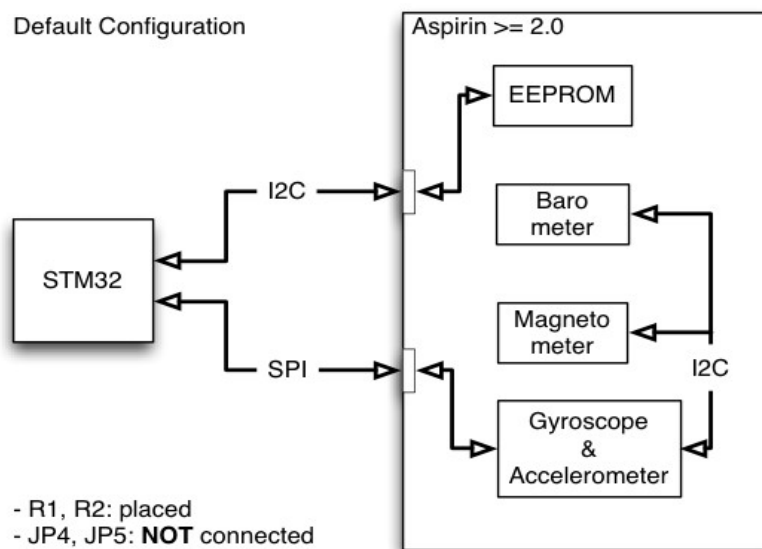 Default Configuration
Aspirin >= 2.0
EEPROM
I2C
Baro
meter
STM32
Magneto
meter
SPI
I2C
Gyroscope
&
Accelerometer
- R1, R2: placed
- JP4, JP5: NOT connected